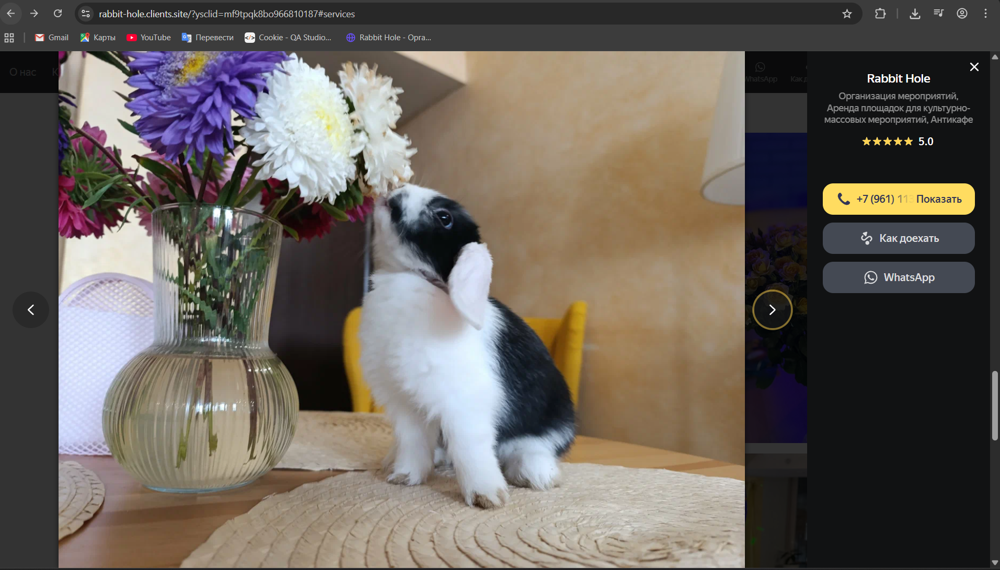 rabbit-hole.clients.site/?ysclid=mf9tpqk8bo966810187#services
Gmail
Карты
YouTube
Перевести
Cookie - QA Studio...
Rabbit Hole - Орга...
О нас
WhatsApp
Как д
Rabbit Hole
Организация мероприятий,
Аренда площадок для культурно-
массовых мероприятий, Антикафе
5.0
+7 (961) 113 Показать
Как доехать
WhatsApp